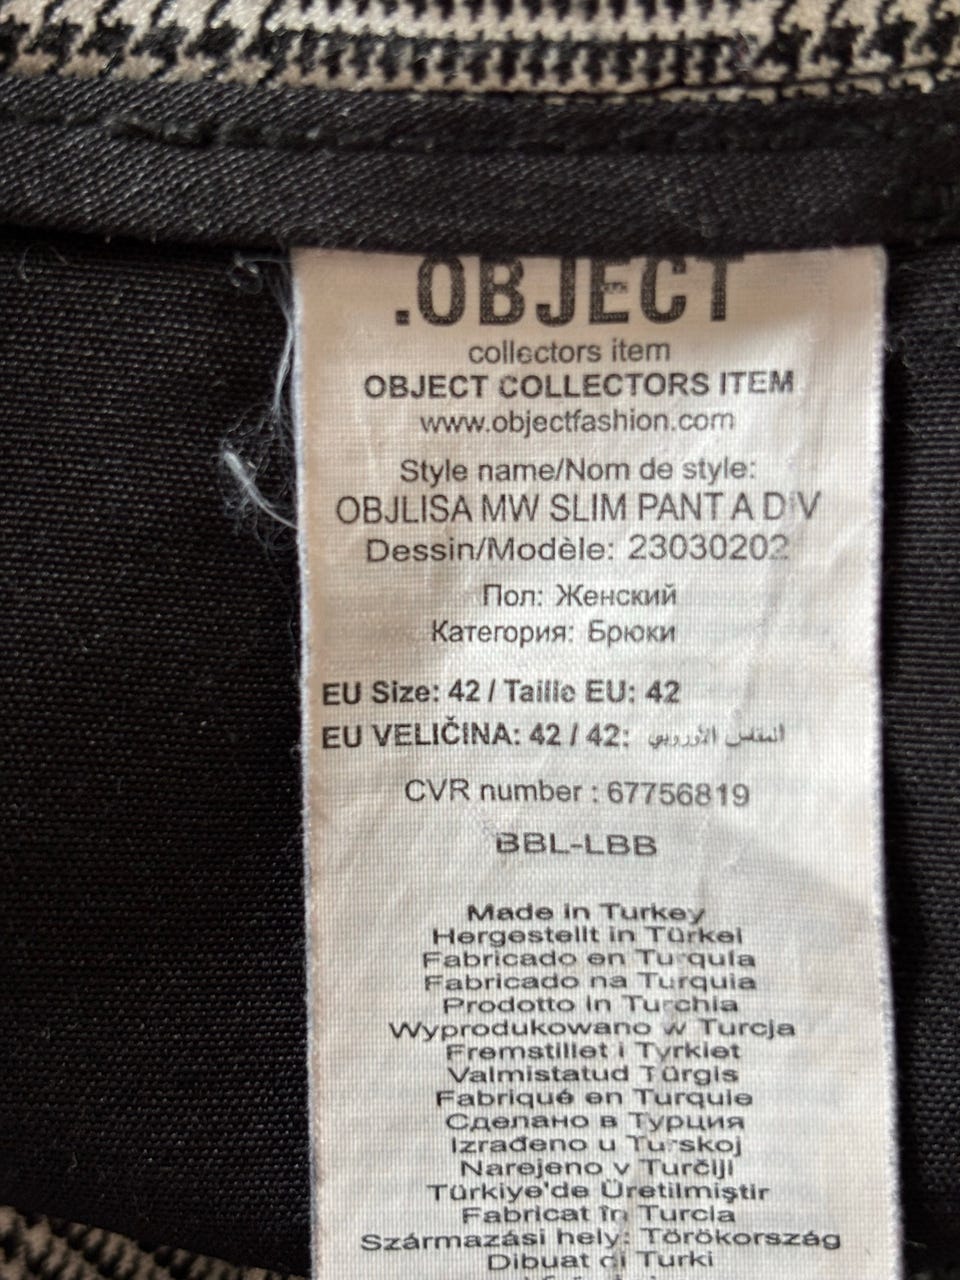 .OBJECT
collectors item
OBJECT COLLECTORS ITEM
www.objectfashion.com
Style name/Nom de style:
OBJLISA MW SLIM PANT A DIV
Dessin/Modèle: 23030202
Пол: Женский
Категория: Брюки
EU Size: 42 / Taille EU: 42
EU VELIČINA: 42 / 42: المقاس الأوروبي
CVR number : 67756819
BBL-LBB
Made in Turkey
Hergestellt in Türkei
Fabricado en Turquía
Fabricado na Turquia
Prodotto in Turchia
Wyprodukowano w Turcja
Fremstillet i Tyrkiet
Valmistatud Türgis
Fabriqué en Turquie
Сделано в Турция
Izrađeno u Turskoj
Narejeno v Turčiji
Türkiye'de Üretilmiştir
Fabricat în Turcia
Származási hely: Törökország
Dibuat di Turki